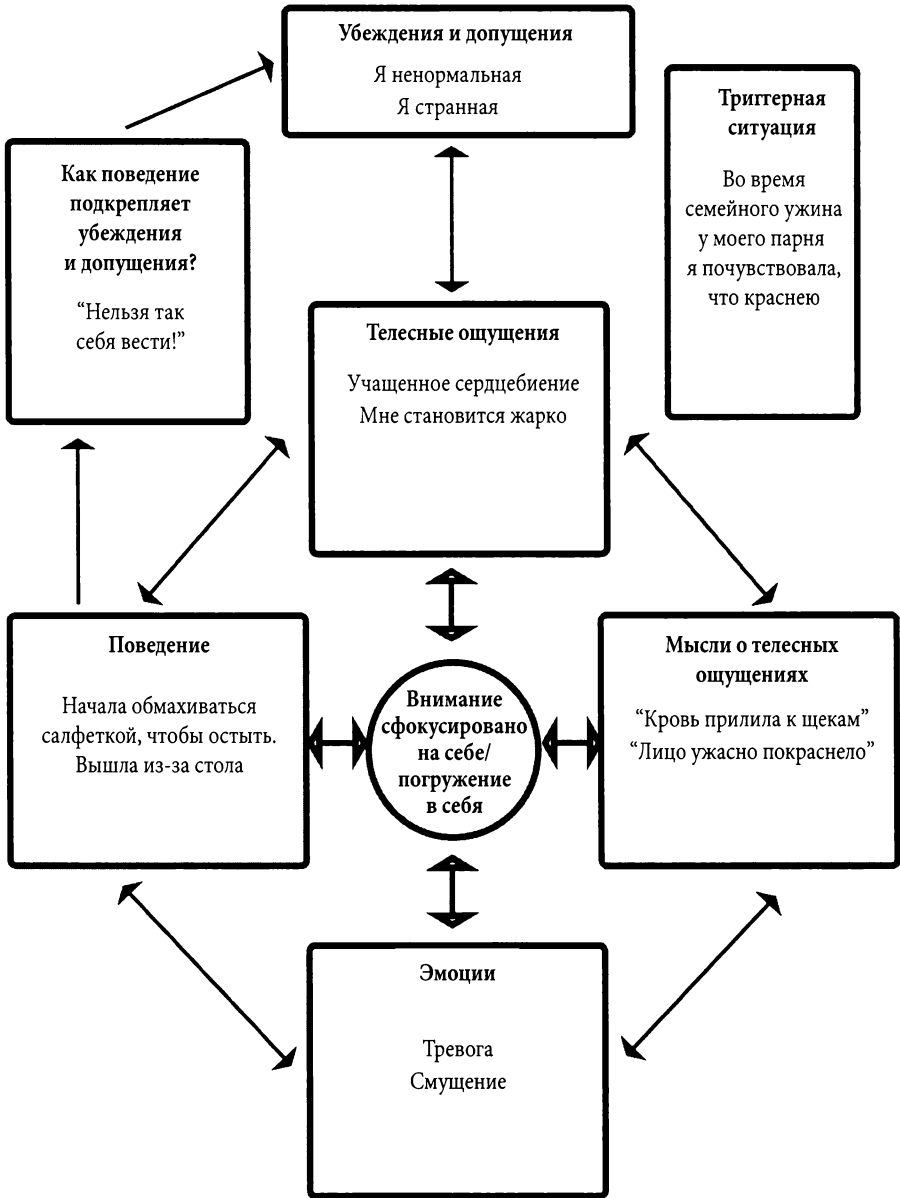 Убеждения и допущения
Я ненормальная
Я странная
Триггерная
ситуация
Во время
семейного ужина
у моего парня
я почувствовала,
что краснею
Как поведение
подкрепляет
убеждения
и допущения?
“Нельзя так
себя вести!”
Телесные ощущения
Учащенное сердцебиение
Мне становится жарко
Поведение
Начала обмахиваться
салфеткой, чтобы остыть.
Вышла из-за стола
Внимание
сфокусировано
на себе/
погружение
в себя
Мысли о телесных
ощущениях
“Кровь прилила к щекам”
“Лицо ужасно покраснело”
Эмоции
Тревога
Смущение